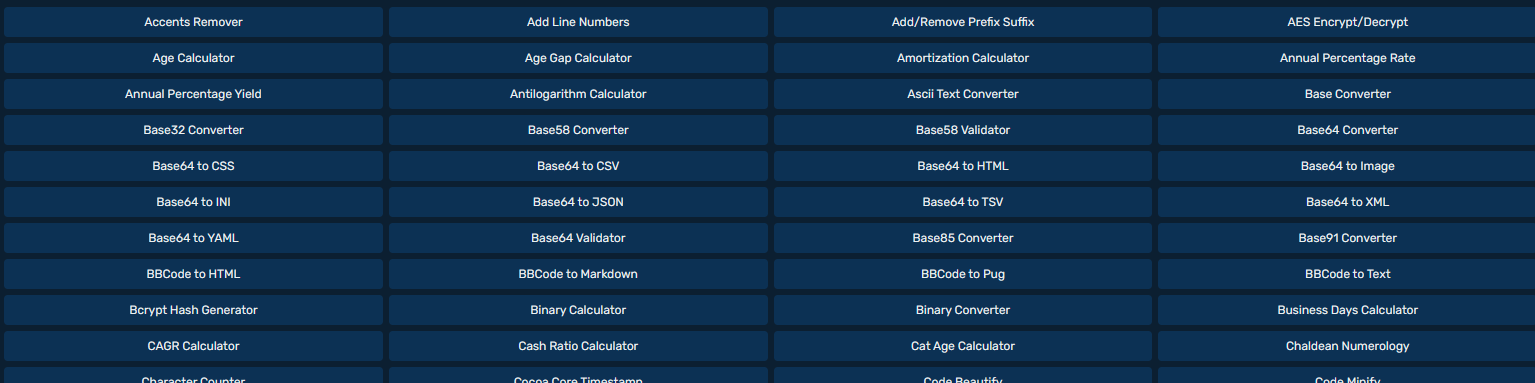 Accents Remover
Add Line Numbers
Add/Remove Prefix Suffix
AES Encrypt/Decrypt
Age Calculator
Age Gap Calculator
Amortization Calculator
Annual Percentage Rate
Annual Percentage Yield
Antilogarithm Calculator
Ascii Text Converter
Base Converter
Base32 Converter
Base58 Converter
Base58 Validator
Base64 Converter
Base64 to CSS
Base64 to CSV
Base64 to HTML
Base64 to Image
Base64 to INI
Base64 to JSON
Base64 to TSV
Base64 to XML
Base64 to YAML
Base64 Validator
Base85 Converter
Base91 Converter
BBCode to HTML
BBCode to Markdown
BBCode to Pug
BBCode to Text
Bcrypt Hash Generator
Binary Calculator
Binary Converter
Business Days Calculator
CAGR Calculator
Cash Ratio Calculator
Cat Age Calculator
Chaldean Numerology
Character Counter
Cocoa Core Timestamp
Code Beautify
Code Minify